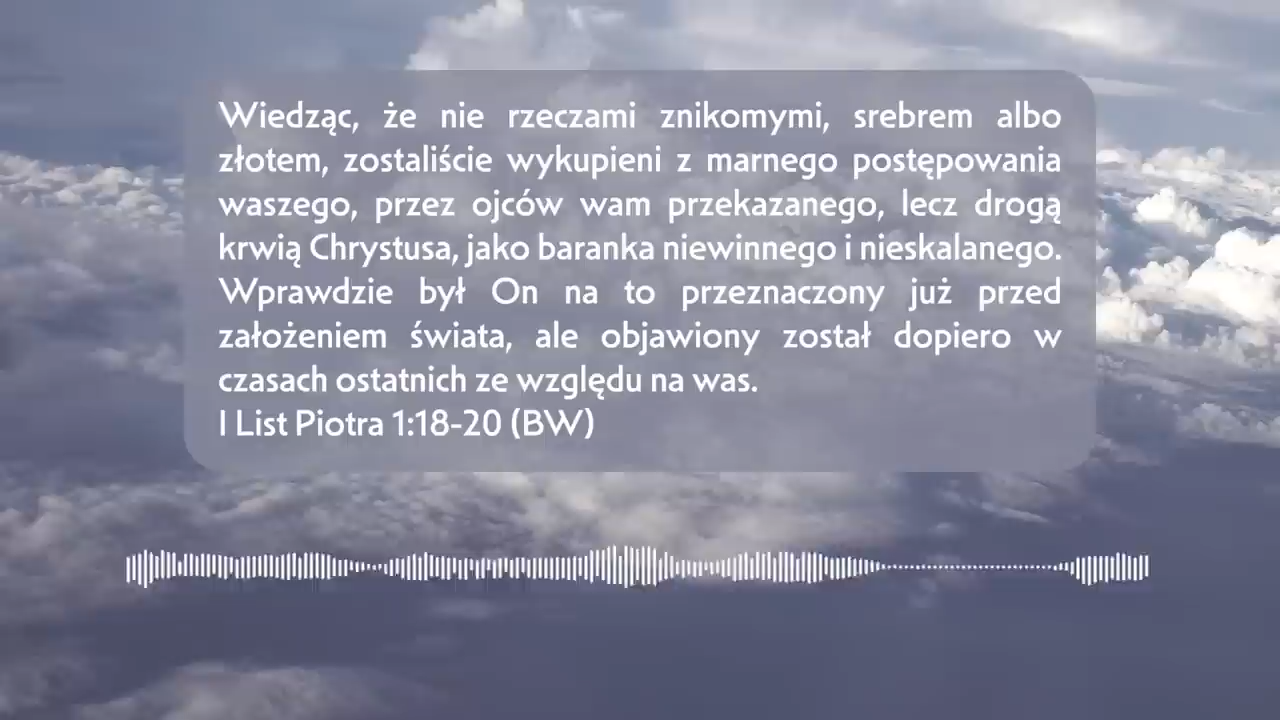 Wiedząc, że nie rzeczami znikomymi, srebrem albo
złotem, zostaliście wykupieni z marnego postępowania
waszego, przez ojców wam przekazanego, lecz drogą
krwią Chrystusa, jako baranka niewinnego i nieskalanego.
Wprawdzie był On na to przeznaczony już przed
założeniem świata, ale objawiony został dopiero w
czasach ostatnich ze względu na was.
I List Piotra 1:18-20 (BW)